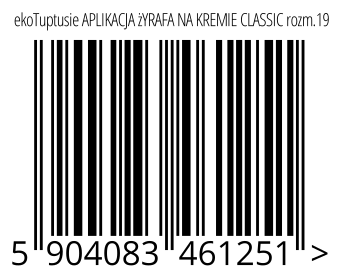 ekoTuptusie APLIKACJA żYRAFA NA KREMIE CLASSIC rozm.19
5 904083 461251 >